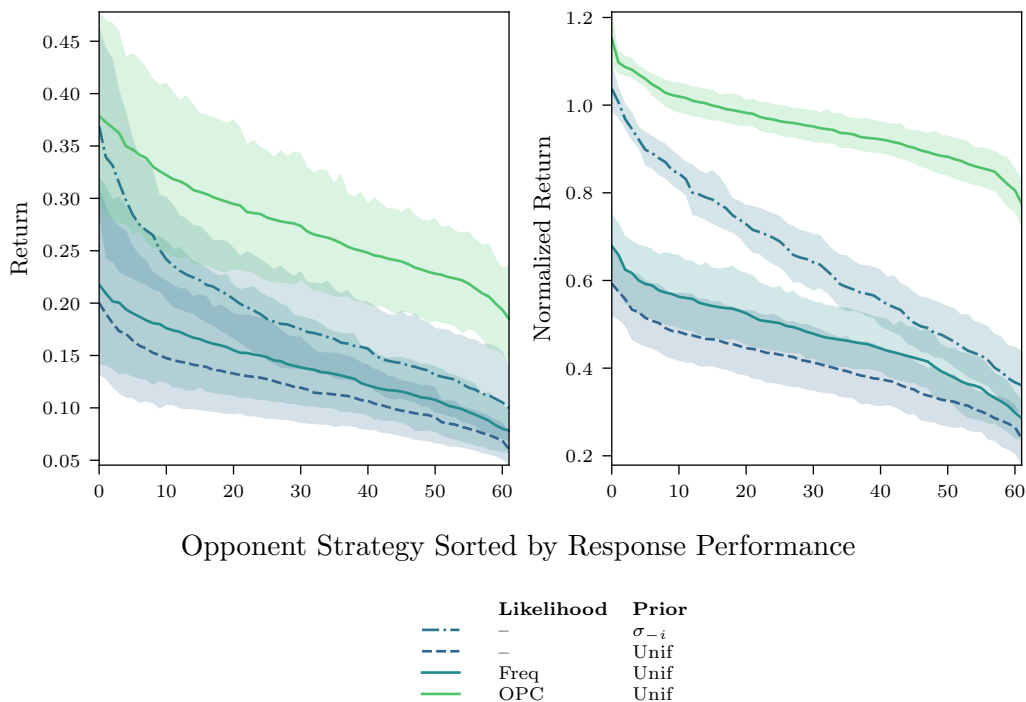 0.45
0.40
0.35
0.30
0.25
0.20
0.15
0.10
0.05
Return
0 10 20 30 40 50 60
1.2
1.0
0.8
0.6
0.4
0.2
Normalized Return
0 10 20 30 40 50 60
Opponent Strategy Sorted by Response Performance
Likelihood Prior
– σ₋ᵢ
– Unif
Freq Unif
OPC Unif